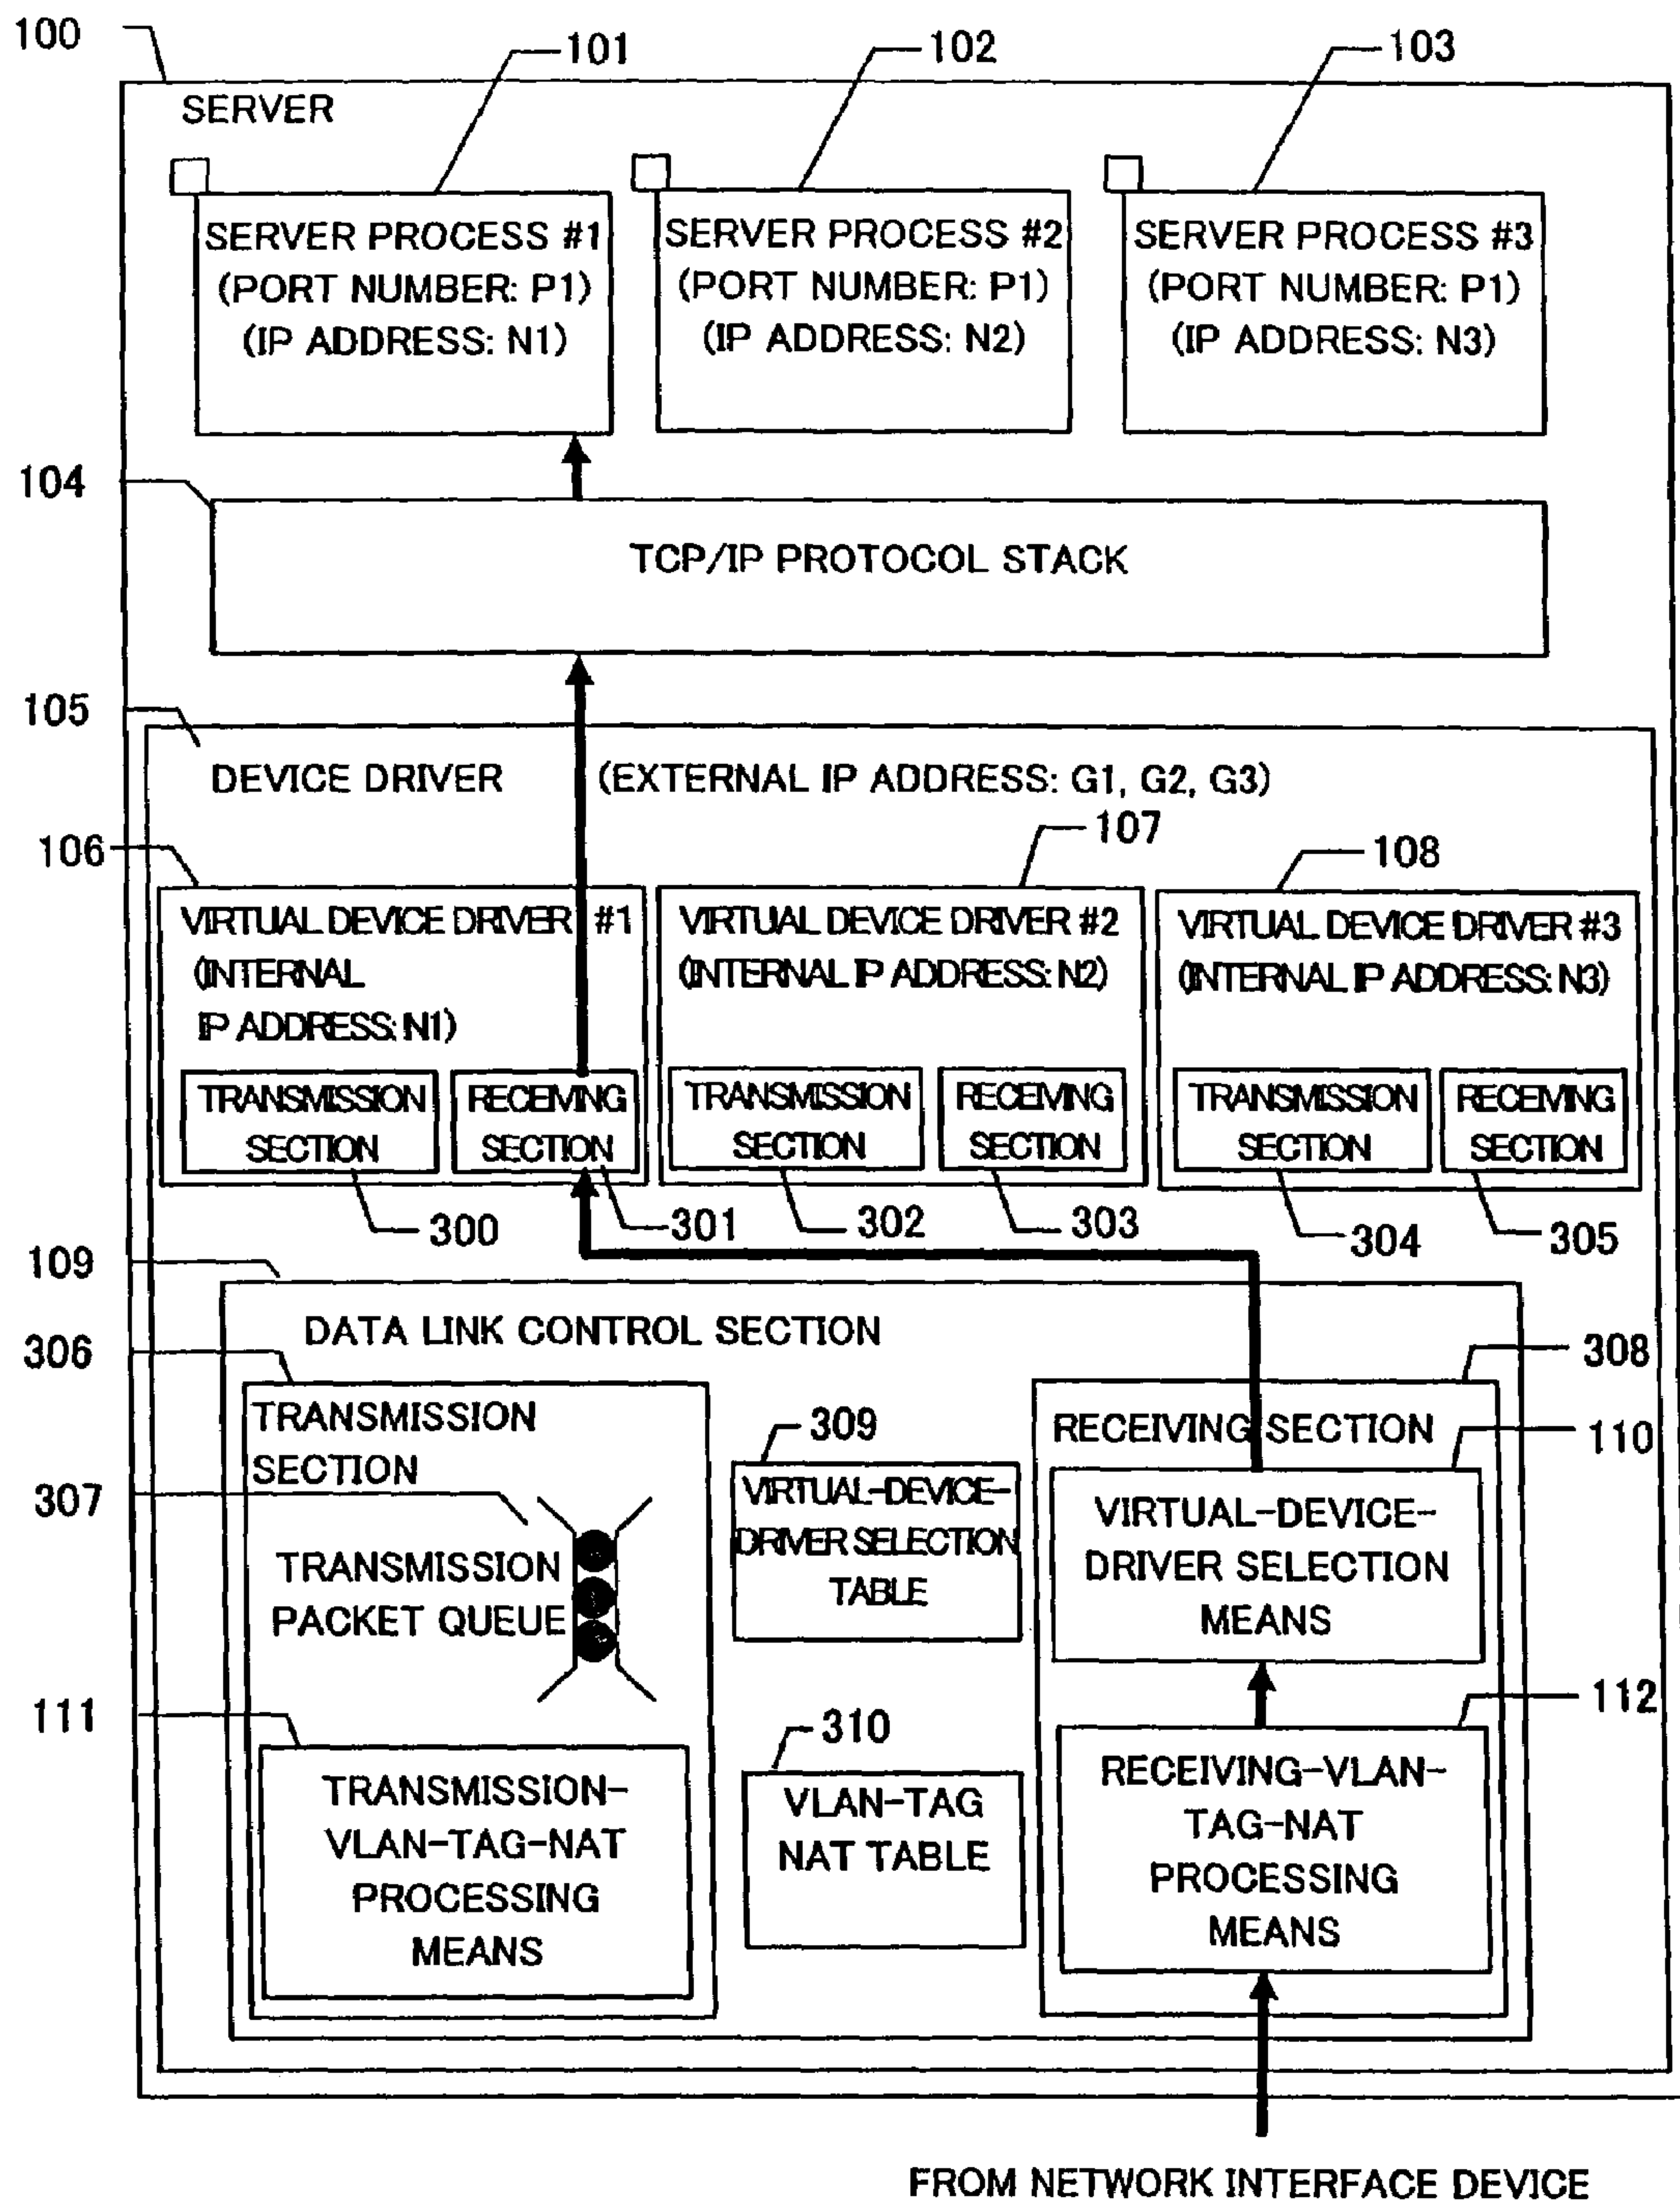 100
101
102
103
SERVER
SERVER PROCESS #1
(PORT NUMBER: P1)
(IP ADDRESS: N1)
SERVER PROCESS #2
(PORT NUMBER: P1)
(IP ADDRESS: N2)
SERVER PROCESS #3
(PORT NUMBER: P1)
(IP ADDRESS: N3)
104
TCP/IP PROTOCOL STACK
105
DEVICE DRIVER
(EXTERNAL IP ADDRESS: G1, G2, G3)
106
107
108
VIRTUAL DEVICE DRIVER #1
(INTERNAL
IP ADDRESS: N1)
TRANSMISSION
SECTION
RECEIVING
SECTION
VIRTUAL DEVICE DRIVER #2
(INTERNAL IP ADDRESS: N2)
TRANSMISSION
SECTION
RECEIVING
SECTION
VIRTUAL DEVICE DRIVER #3
(INTERNAL IP ADDRESS: N3)
TRANSMISSION
SECTION
RECEIVING
SECTION
300
301
302
303
304
305
109
DATA LINK CONTROL SECTION
306
308
TRANSMISSION
SECTION
307
TRANSMISSION
PACKET QUEUE
111
TRANSMISSION-
VLAN-TAG-NAT
PROCESSING
MEANS
309
VIRTUAL-DEVICE-
DRIVER SELECTION
TABLE
310
VLAN-TAG
NAT TABLE
RECEIVING SECTION
110
VIRTUAL-DEVICE-
DRIVER SELECTION
MEANS
112
RECEIVING-VLAN-
TAG-NAT
PROCESSING
MEANS
FROM NETWORK INTERFACE DEVICE